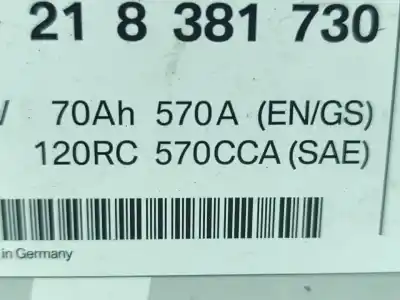 21 8 381 730
70Ah 570A (EN/GS)
120RC 570CCA (SAE)
in Germany